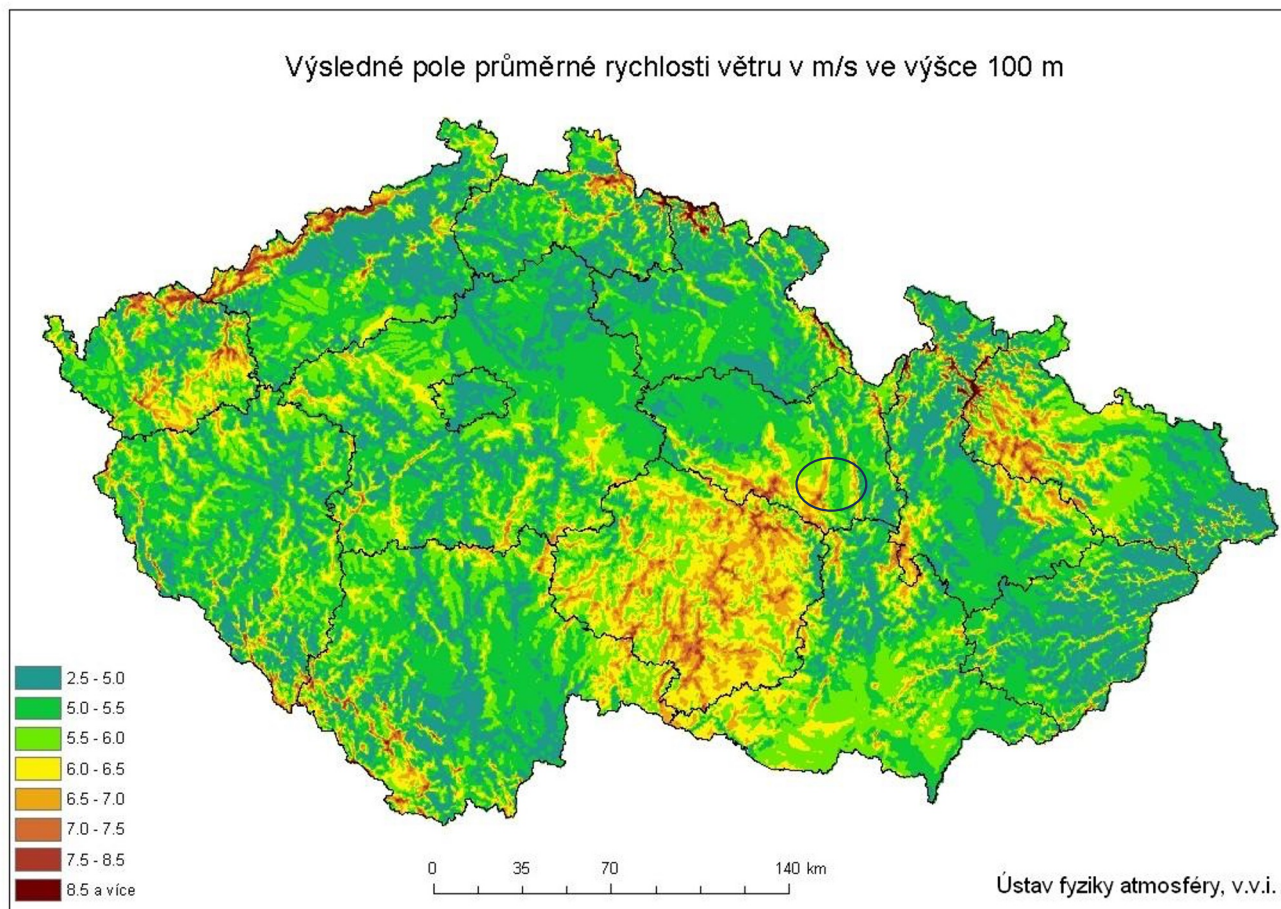 Výsledné pole průměrné rychlosti větru v m/s ve výšce 100 m
2.5 - 5.0
5.0 - 5.5
5.5 - 6.0
6.0 - 6.5
6.5 - 7.0
7.0 - 7.5
7.5 - 8.5
8.5 a více
0 35 70 140 km
Ústav fyziky atmosféry, v.v.i.